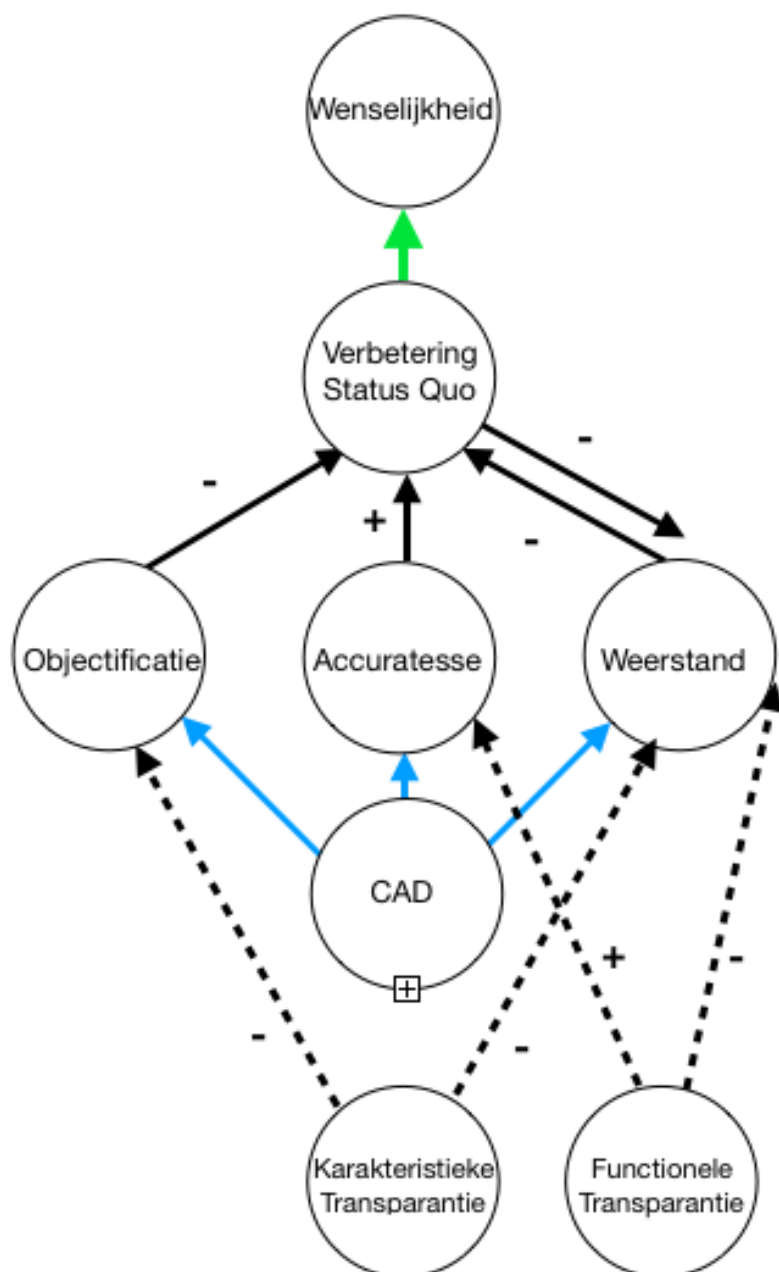 Wenselijkheid
Verbetering
Status Quo
-
-
+
-
Objectificatie
Accuratesse
Weerstand
CAD
+
-
-
-
Karakteristieke
Transparantie
Functionele
Transparantie